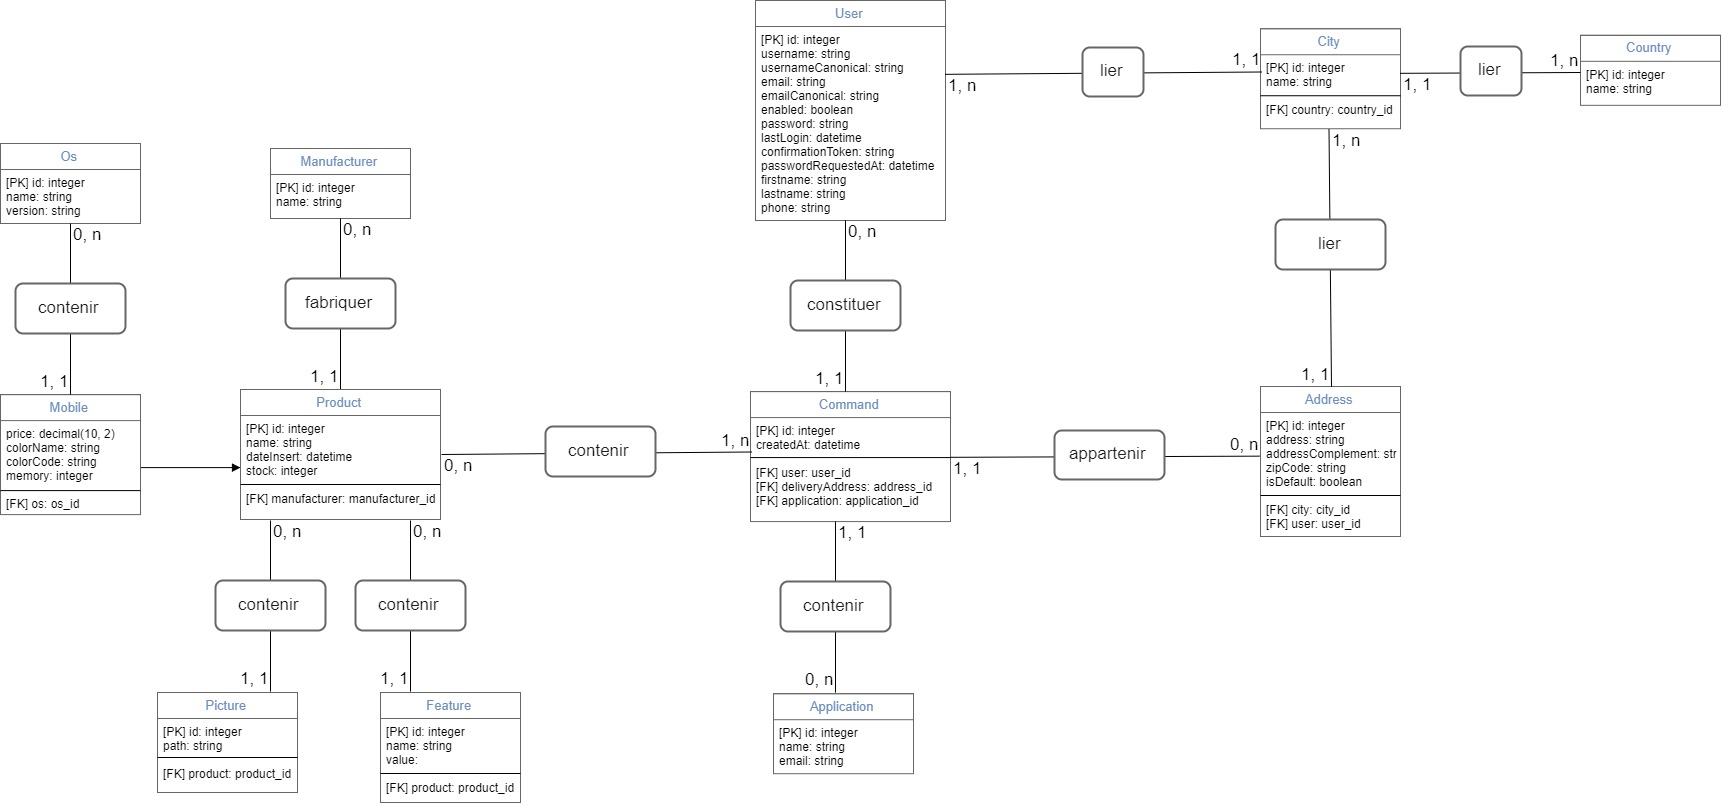 User
[PK] id: integer
username: string
usernameCanonical: string
email: string
emailCanonical: string
enabled: boolean
password: string
lastLogin: datetime
confirmationToken: string
passwordRequestedAt: datetime
firstname: string
lastname: string
phone: string
1, n
lier
1, 1
City
[PK] id: integer
name: string
[FK] country: country_id
1, 1
lier
1, n
Country
[PK] id: integer
name: string
Os
[PK] id: integer
name: string
version: string
0, n
contenir
1, 1
Manufacturer
[PK] id: integer
name: string
0, n
fabriquer
1, 1
0, n
constituer
1, 1
1, n
lier
1, 1
Mobile
price: decimal(10, 2)
colorName: string
colorCode: string
memory: integer
[FK] os: os_id
Product
[PK] id: integer
name: string
dateInsert: datetime
stock: integer
[FK] manufacturer: manufacturer_id
0, n
contenir
1, n
Command
[PK] id: integer
createdAt: datetime
[FK] user: user_id
[FK] deliveryAddress: address_id
[FK] application: application_id
1, 1
appartenir
0, n
Address
[PK] id: integer
address: string
addressComplement: str
zipCode: string
isDefault: boolean
[FK] city: city_id
[FK] user: user_id
0, n
contenir
1, 1
0, n
contenir
1, 1
1, 1
contenir
0, n
Picture
[PK] id: integer
path: string
[FK] product: product_id
Feature
[PK] id: integer
name: string
value:
[FK] product: product_id
Application
[PK] id: integer
name: string
email: string